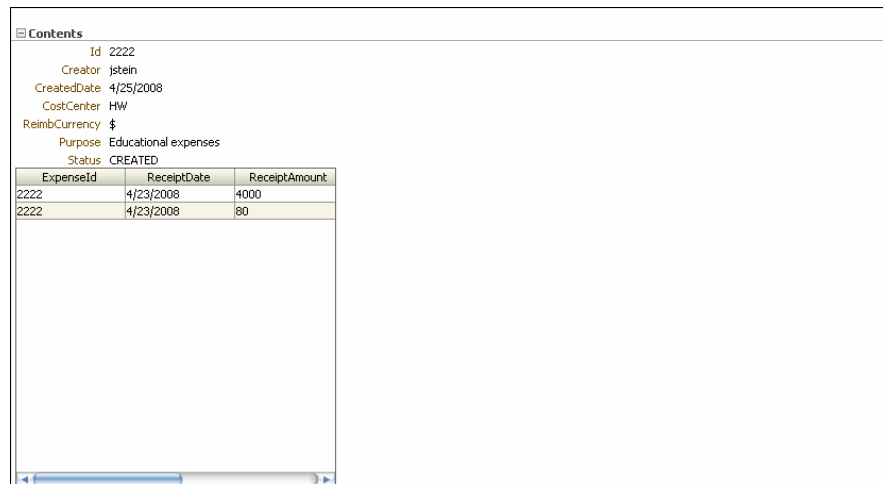 Contents
Id 2222
Creator jstein
CreatedDate 4/25/2008
CostCenter HW
ReimbCurrency $
Purpose Educational expenses
Status CREATED
ExpenseId ReceiptDate ReceiptAmount
2222 4/23/2008 4000
2222 4/23/2008 80